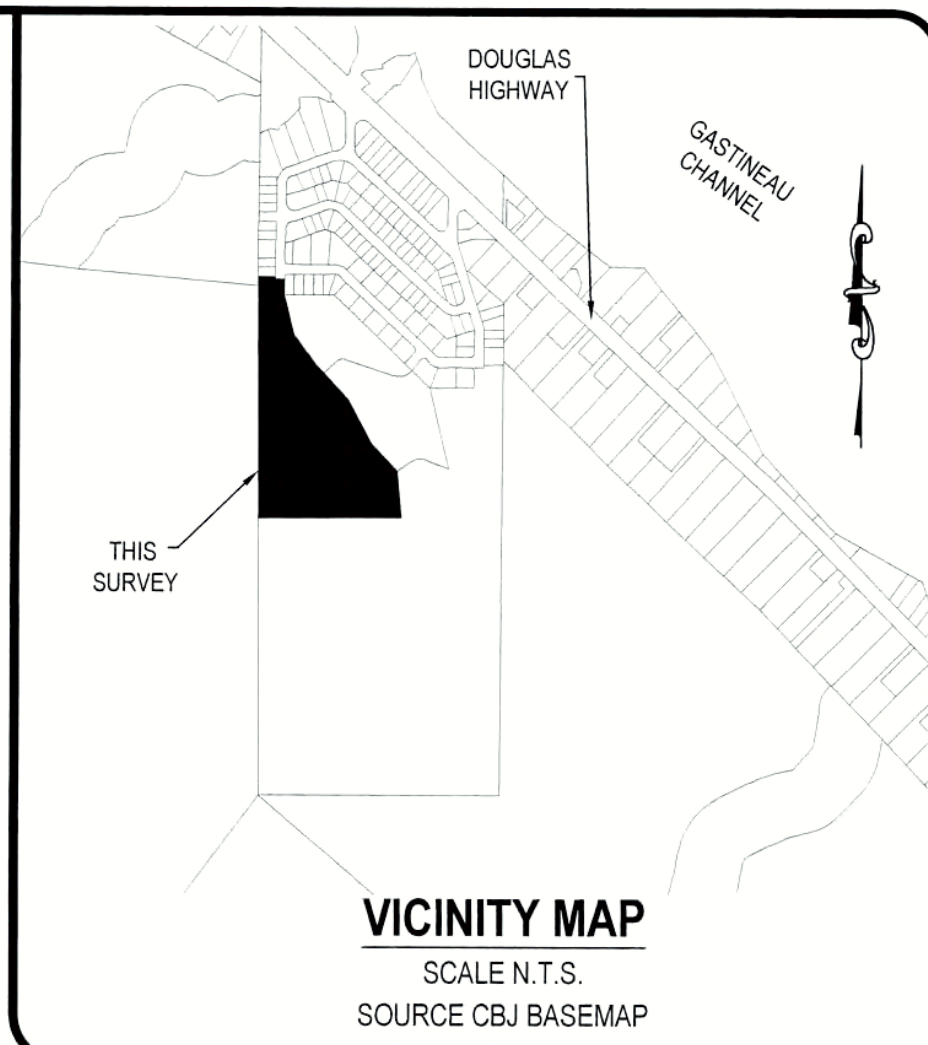 DOUGLAS
HIGHWAY
GASTINEAU
CHANNEL
THIS
SURVEY
VICINITY MAP
SCALE N.T.S.
SOURCE CBJ BASEMAP